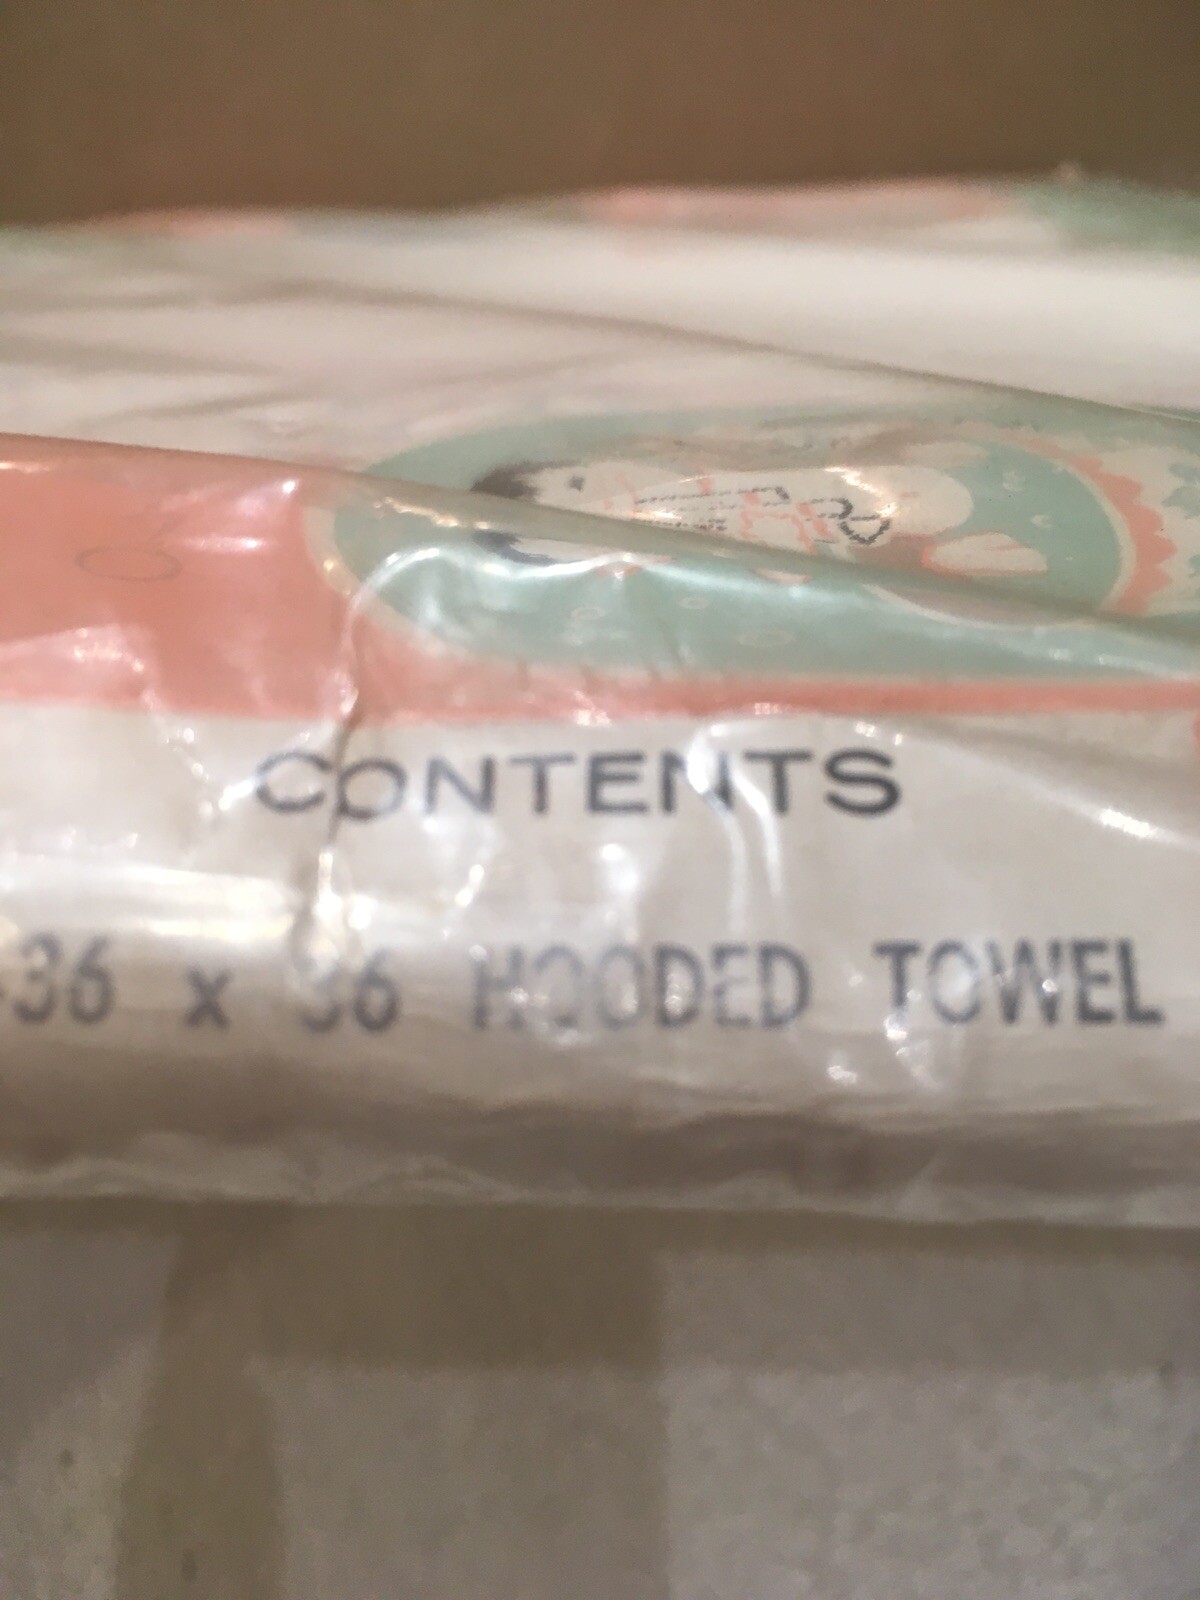 CONTENTS
-36 x 36 HOODED TOWEL